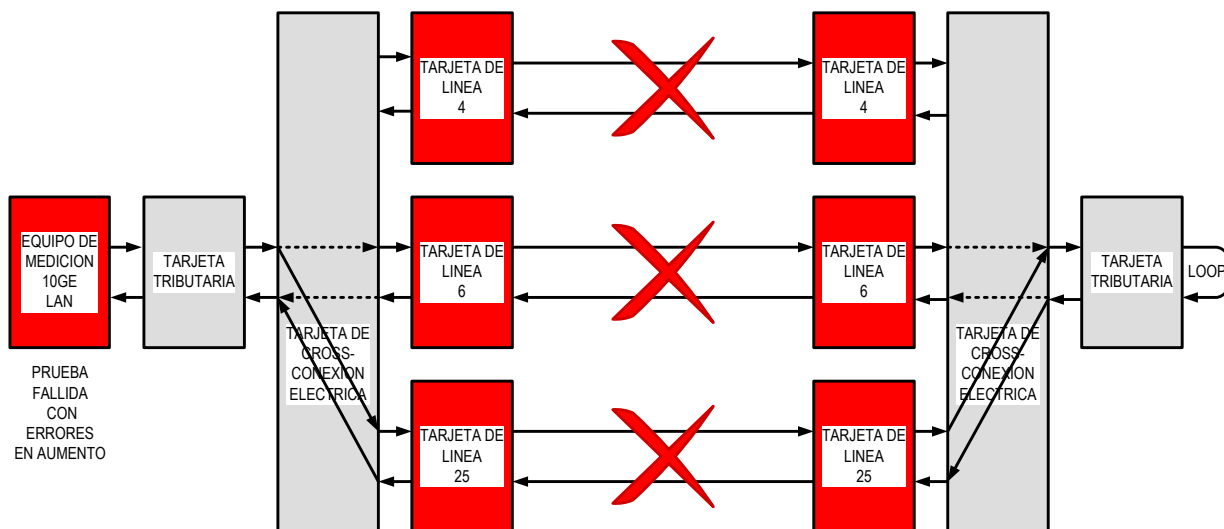 TARJETA DE
LINEA
4
TARJETA DE
LINEA
4
EQUIPO DE
MEDICION
10GE
LAN
TARJETA
TRIBUTARIA
TARJETA DE
LINEA
6
TARJETA DE
LINEA
6
TARJETA
TRIBUTARIA
LOOP
TARJETA DE
CROSS-
CONEXION
ELECTRICA
TARJETA DE
CROSS-
CONEXION
ELECTRICA
PRUEBA
FALLIDA
CON
ERRORES
EN AUMENTO
TARJETA DE
LINEA
25
TARJETA DE
LINEA
25